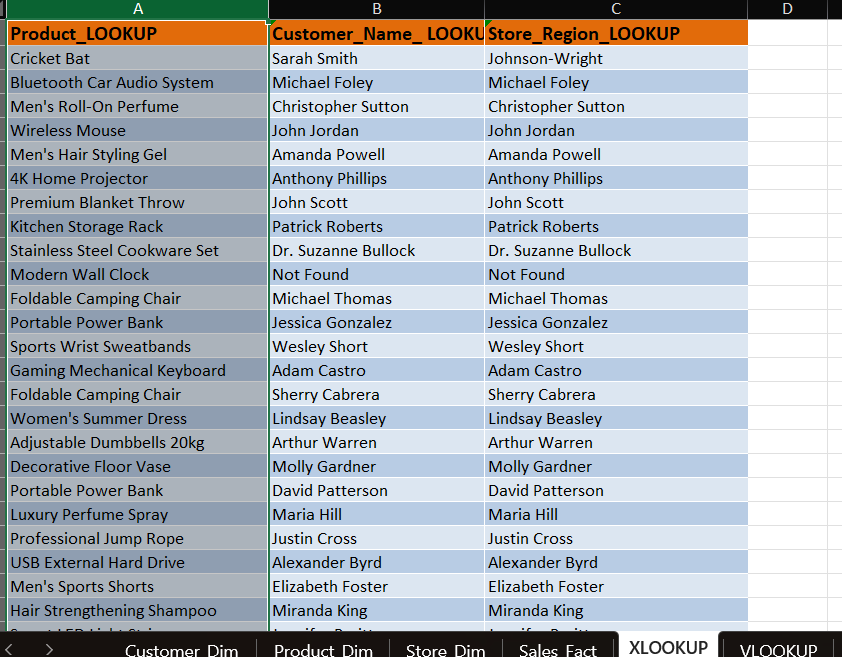 A B C D
Product_LOOKUP Customer_Name_ LOOKU Store_Region_LOOKUP
Cricket Bat Sarah Smith Johnson-Wright
Bluetooth Car Audio System Michael Foley Michael Foley
Men's Roll-On Perfume Christopher Sutton Christopher Sutton
Wireless Mouse John Jordan John Jordan
Men's Hair Styling Gel Amanda Powell Amanda Powell
4K Home Projector Anthony Phillips Anthony Phillips
Premium Blanket Throw John Scott John Scott
Kitchen Storage Rack Patrick Roberts Patrick Roberts
Stainless Steel Cookware Set Dr. Suzanne Bullock Dr. Suzanne Bullock
Modern Wall Clock Not Found Not Found
Foldable Camping Chair Michael Thomas Michael Thomas
Portable Power Bank Jessica Gonzalez Jessica Gonzalez
Sports Wrist Sweatbands Wesley Short Wesley Short
Gaming Mechanical Keyboard Adam Castro Adam Castro
Foldable Camping Chair Sherry Cabrera Sherry Cabrera
Women's Summer Dress Lindsay Beasley Lindsay Beasley
Adjustable Dumbbells 20kg Arthur Warren Arthur Warren
Decorative Floor Vase Molly Gardner Molly Gardner
Portable Power Bank David Patterson David Patterson
Luxury Perfume Spray Maria Hill Maria Hill
Professional Jump Rope Justin Cross Justin Cross
USB External Hard Drive Alexander Byrd Alexander Byrd
Men's Sports Shorts Elizabeth Foster Elizabeth Foster
Hair Strengthening Shampoo Miranda King Miranda King
Customer_Dim Product_Dim Store_Dim Sales_Fact XLOOKUP VLOOKUP